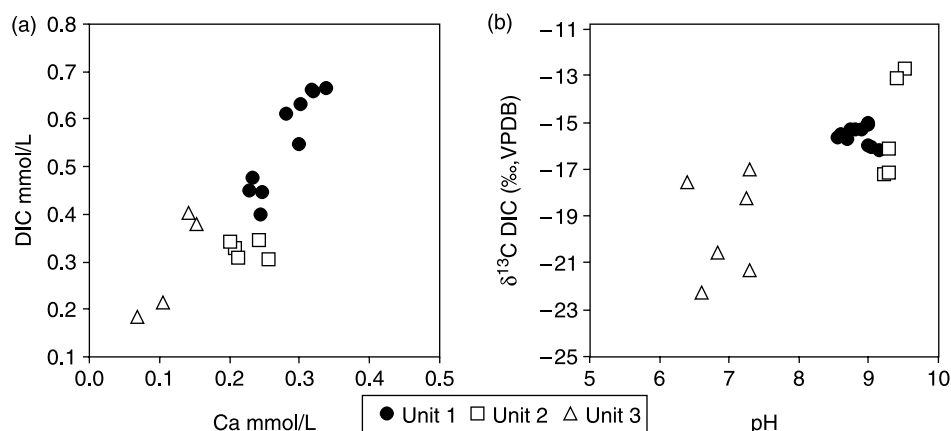 (a)
0.8
0.7
0.6
0.5
0.4
0.3
0.2
0.1
DIC mmol/L
0.0 0.1 0.2 0.3 0.4 0.5
Ca mmol/L
(b)
−11
−13
−15
−17
−19
−21
−23
−25
δ¹³C DIC (‰,VPDB)
5 6 7 8 9 10
pH
Unit 1 Unit 2 Unit 3